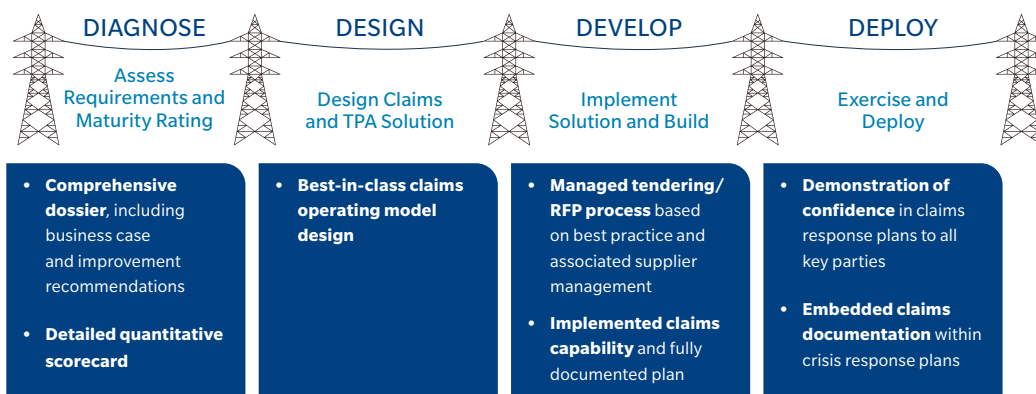 DIAGNOSE
Assess
Requirements and
Maturity Rating
• Comprehensive
dossier, including
business case
and improvement
recommendations
• Detailed quantitative
scorecard
DESIGN
Design Claims
and TPA Solution
• Best-in-class claims
operating model
design
DEVELOP
Implement
Solution and Build
• Managed tendering/
RFP process based
on best practice and
associated supplier
management
• Implemented claims
capability and fully
documented plan
DEPLOY
Exercise and
Deploy
• Demonstration of
confidence in claims
response plans to all
key parties
• Embedded claims
documentation within
crisis response plans